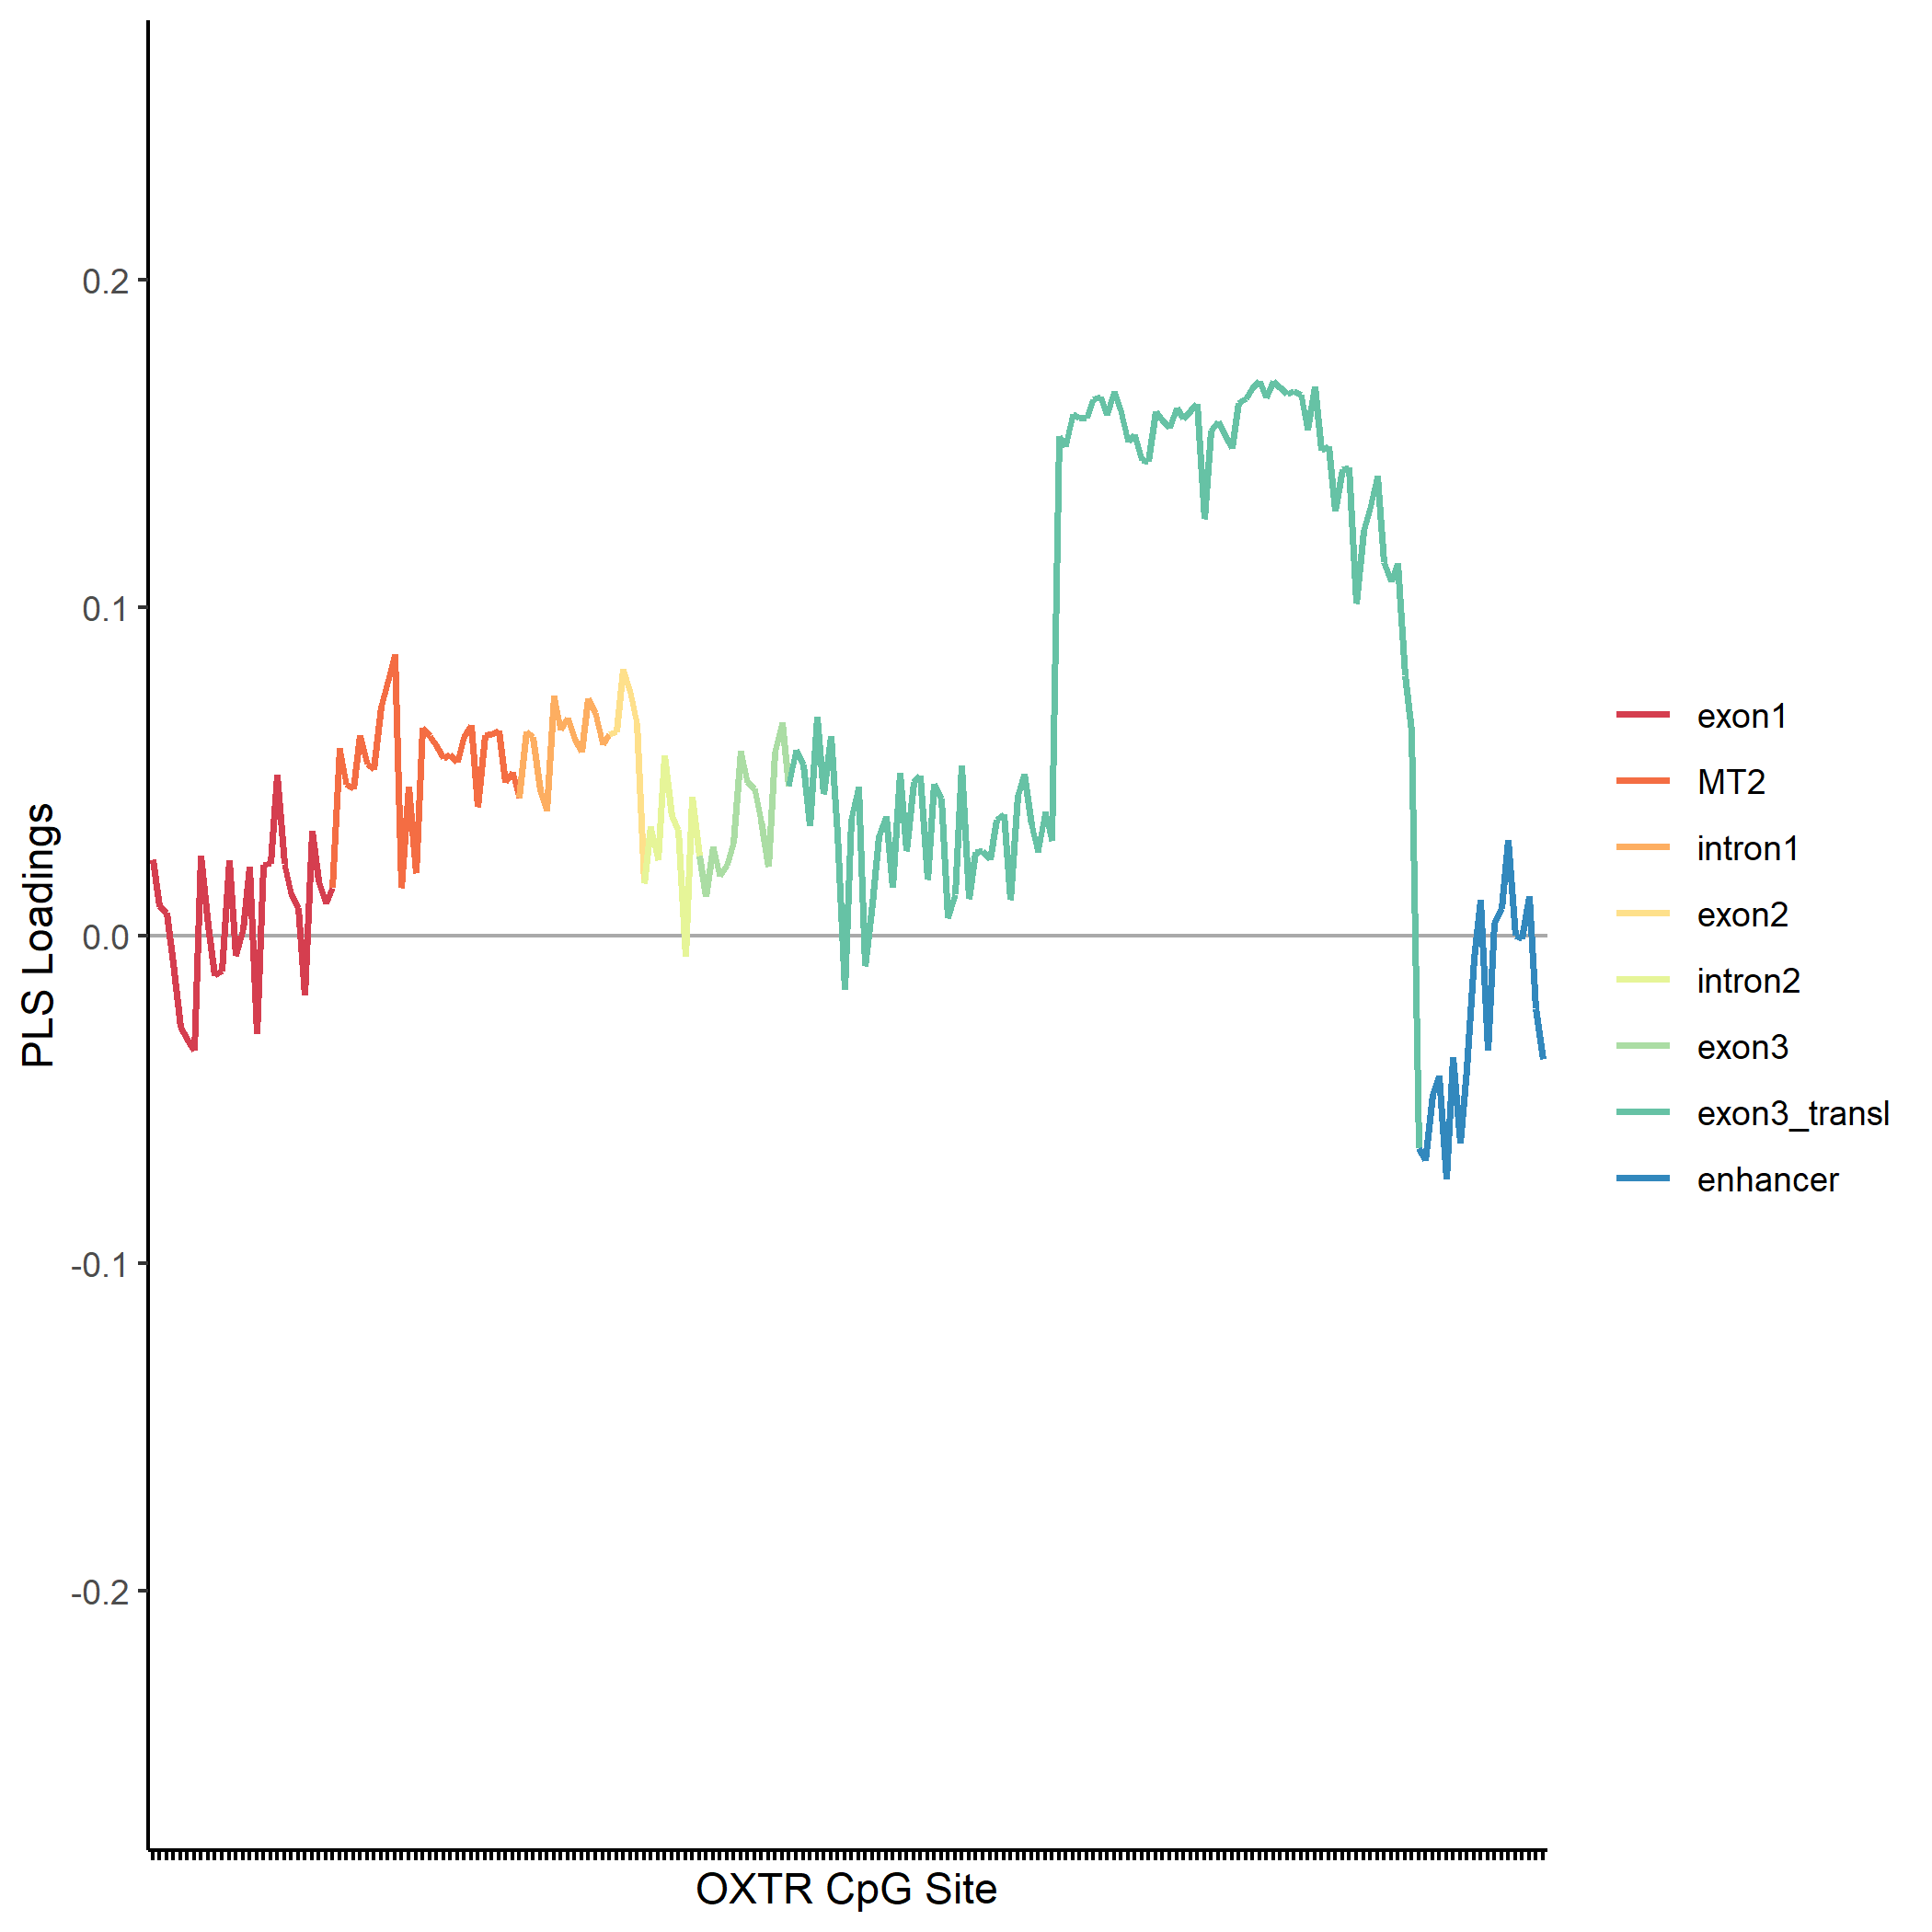 0.2
0.1
0.0
-0.1
-0.2
PLS Loadings
OXTR CpG Site
exon1
MT2
intron1
exon2
intron2
exon3
exon3_transl
enhancer